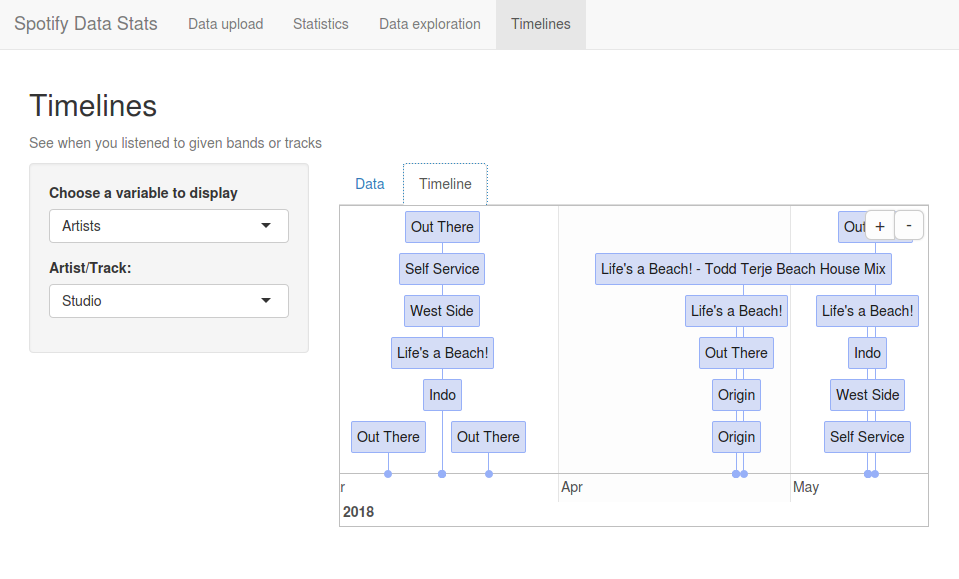 Spotify Data Stats Data upload Statistics Data exploration Timelines
Timelines
See when you listened to given bands or tracks
Choose a variable to display
Artists
Artist/Track:
Studio
Data Timeline
Out There Out + -
Self Service Life's a Beach! - Todd Terje Beach House Mix
West Side Life's a Beach! Life's a Beach!
Life's a Beach! Out There Indo
Indo Origin West Side
Out There Out There Origin Self Service
r Apr May
2018